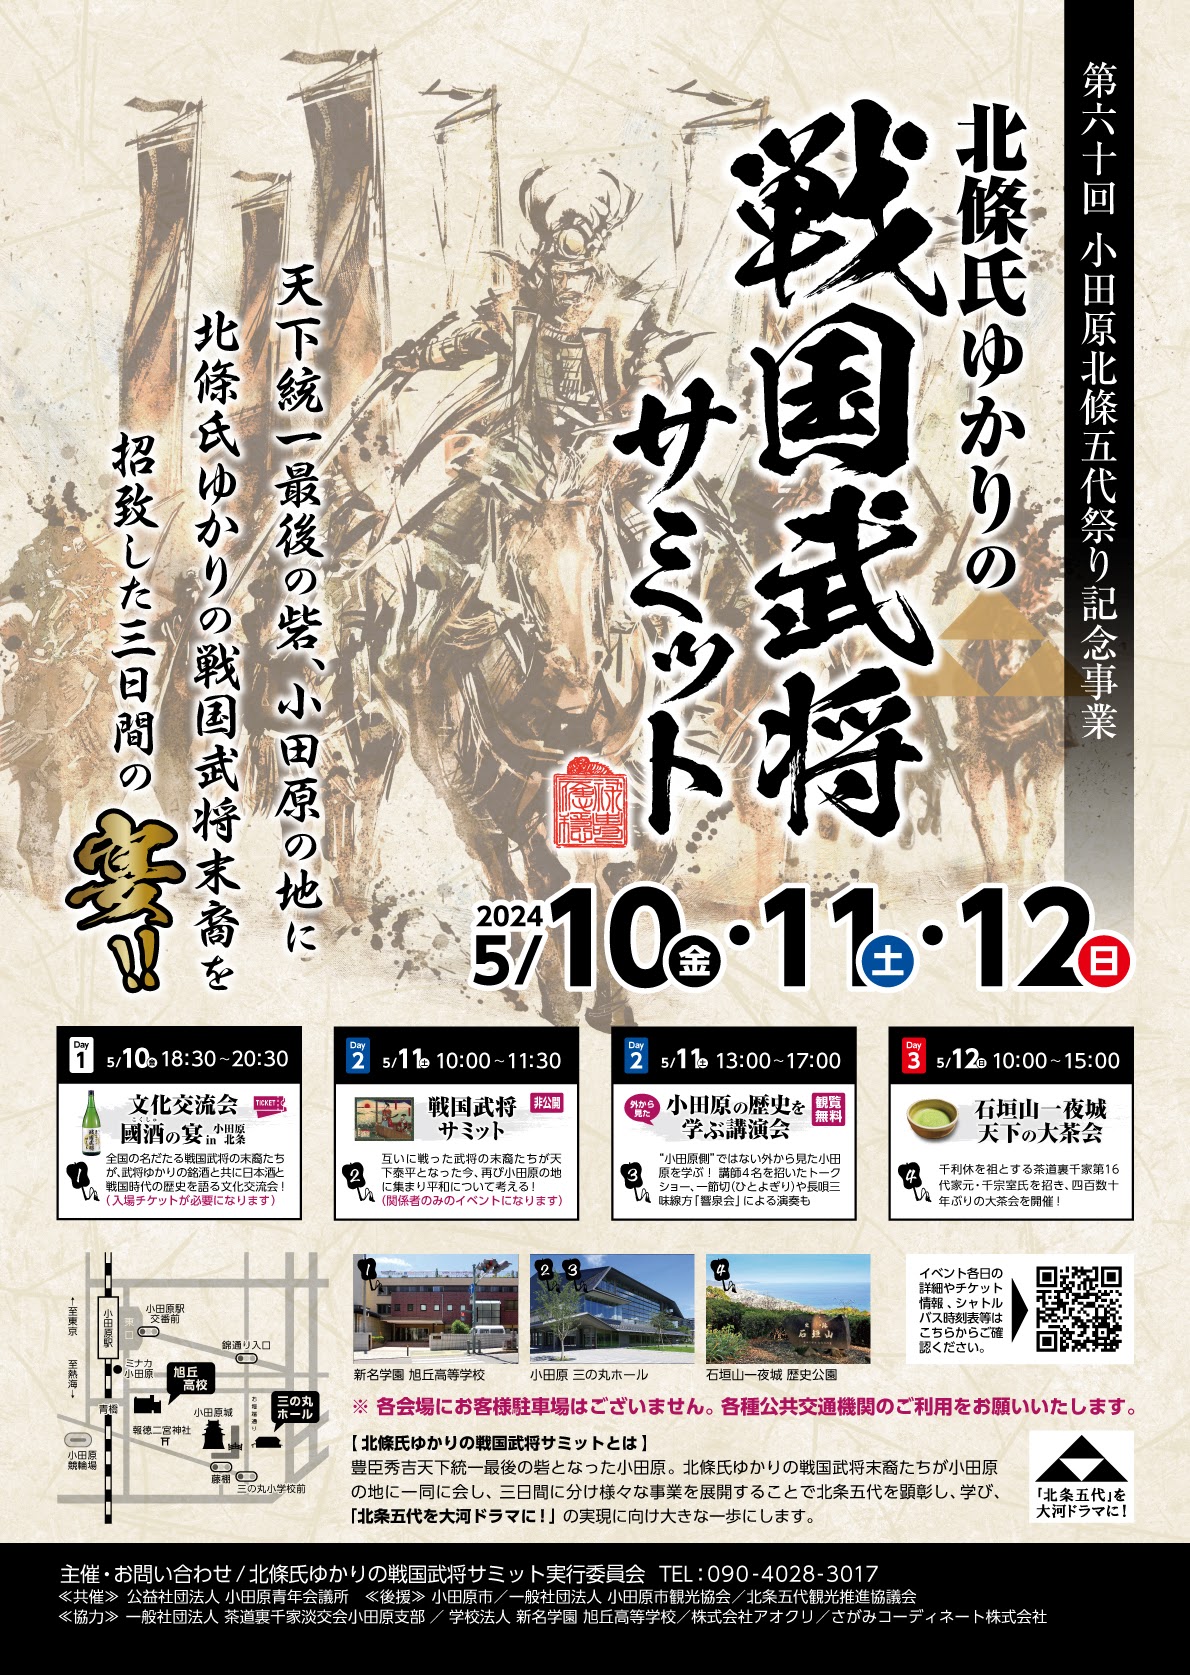 第六十回 小田原北條五代祭り記念事業
北條氏ゆかりの
戦国武将
サミット
天下統一最後の砦、小田原の地に
北條氏ゆかりの戦国武将末裔を
招致した三日間の
宴!!
2024
5/10金・11土・12日
Day 1 5/10金 18:30~20:30
文化交流会
こくしゅ
國酒の宴 in 小田原北条
TICKET
1
全国の名だたる戦国武将の末裔たち
が、武将ゆかりの銘酒と共に日本酒と
戦国時代の歴史を語る文化交流会!
(入場チケットが必要になります)
Day 2 5/11土 10:00~11:30
戦国武将
サミット
非公開
2
互いに戦った武将の末裔たちが天
下泰平となった今、再び小田原の地
に集まり平和について考える!
(関係者のみのイベントになります)
Day 2 5/11土 13:00~17:00
外から
見た
小田原の歴史を
学ぶ講演会
観覧
無料
3
“小田原側”ではない外から見た小田
原を学ぶ! 講師4名を招いたトーク
ショー、一節切(ひとよぎり)や長唄三
味線方「響泉会」による演奏も
Day 3 5/12日 10:00~15:00
石垣山一夜城
天下の大茶会
4
千利休を祖とする茶道裏千家第16
代家元・千宗室氏を招き、四百数十
年ぶりの大茶会を開催!
←至東京
至熱海→
小田原駅
東口
小田原駅
交番前
錦通り入口
ミナカ
小田原
旭丘
高校
青橋
小田原城
お堀端通り
三の丸
ホール
報徳二宮神社
小田原
競輪場
藤棚
三の丸小学校前
1
新名学園 旭丘高等学校
2 3
小田原 三の丸ホール
4
石垣山
石垣山一夜城 歴史公園
イベント各日の
詳細やチケット
情報、シャトル
バス時刻表等は
こちらからご確
認ください。
※ 各会場にお客様駐車場はございません。各種公共交通機関のご利用をお願いいたします。
【 北條氏ゆかりの戦国武将サミットとは 】
豊臣秀吉天下統一最後の砦となった小田原。北條氏ゆかりの戦国武将末裔たちが小田原
の地に一同に会し、三日間に分け様々な事業を展開することで北条五代を顕彰し、学び、
「北条五代を大河ドラマに!」の実現に向け大きな一歩にします。
「北条五代」を
大河ドラマに!
主催・お問い合わせ / 北條氏ゆかりの戦国武将サミット実行委員会 TEL:090-4028-3017
≪共催≫ 公益社団法人 小田原青年会議所 ≪後援≫ 小田原市/一般社団法人 小田原市観光協会/北条五代観光推進協議会
≪協力≫ 一般社団法人 茶道裏千家淡交会小田原支部 / 学校法人 新名学園 旭丘高等学校/株式会社アオクリ/さがみコーディネート株式会社